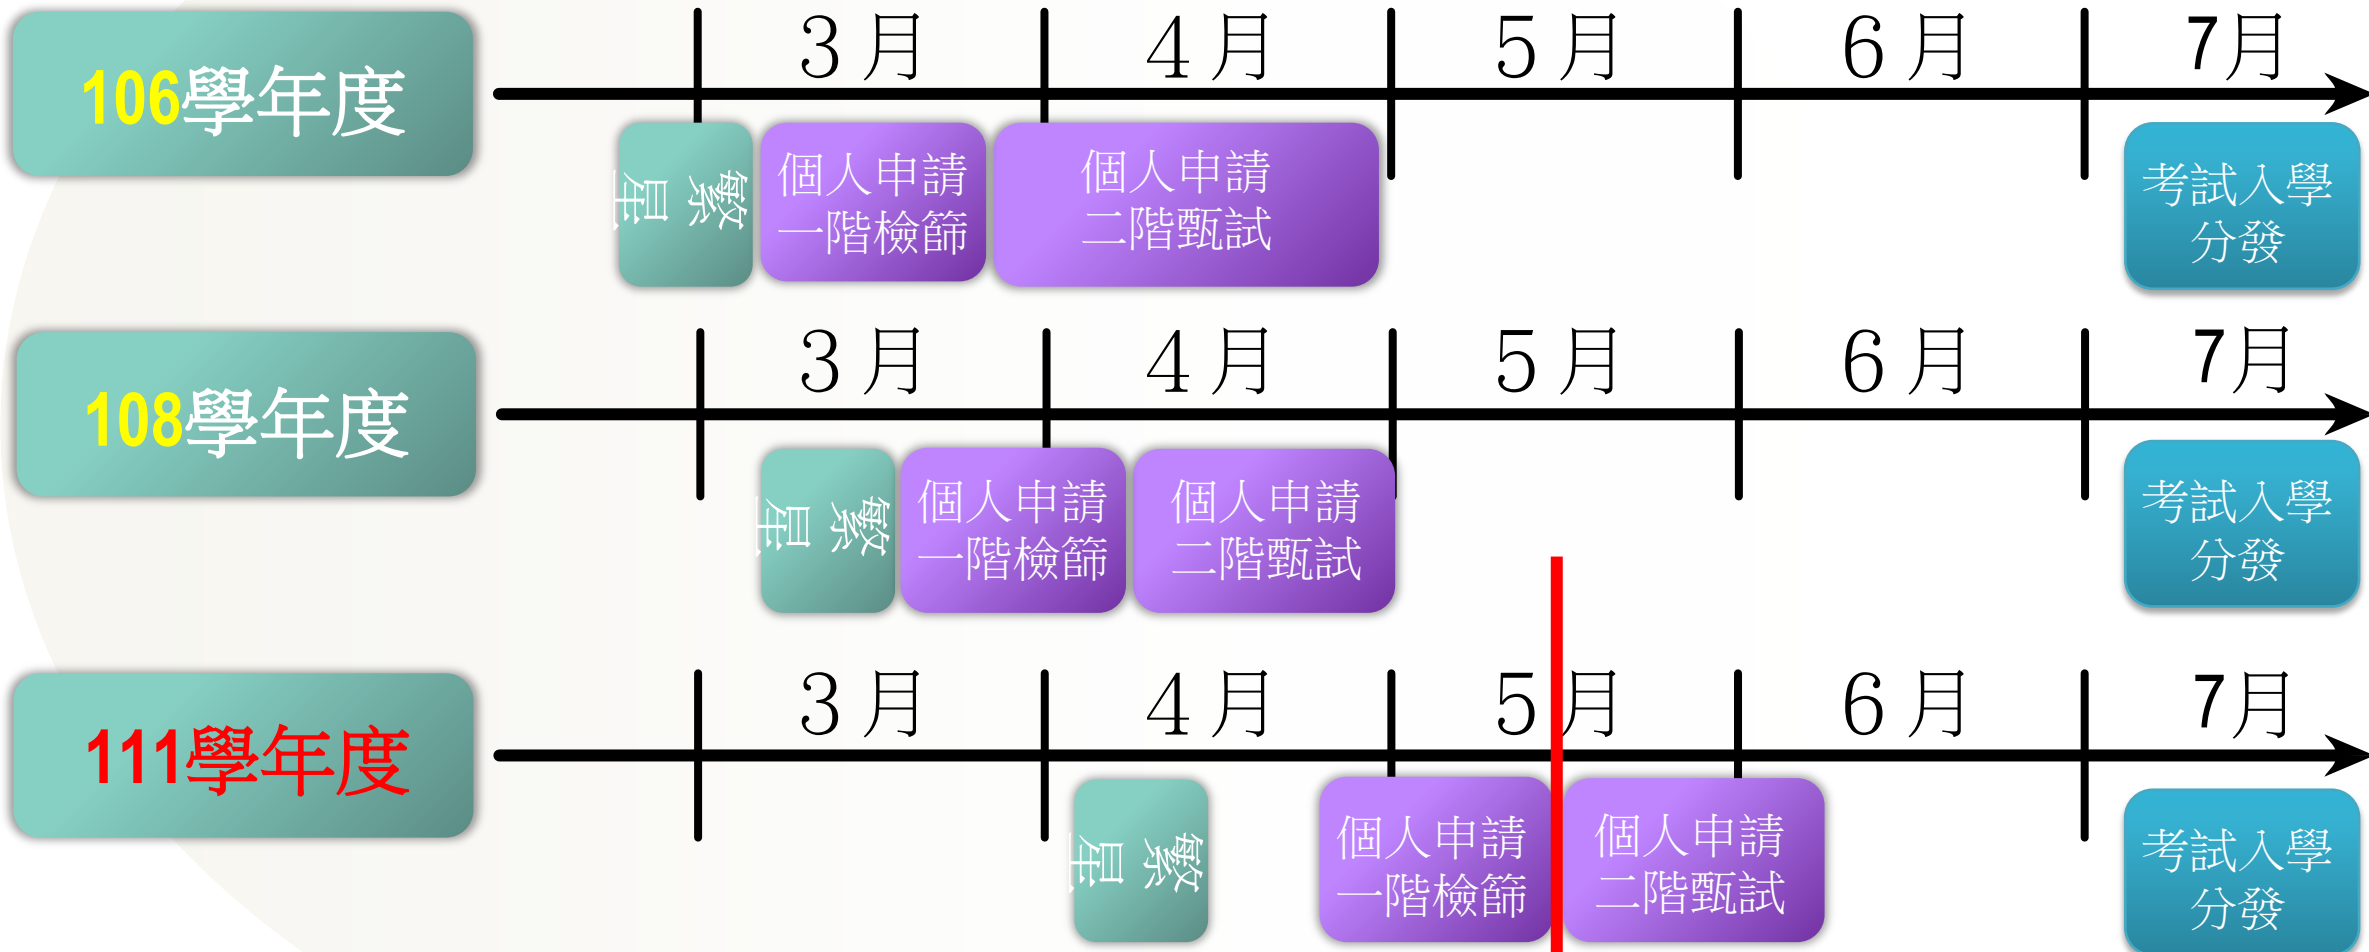 106學年度
3月
4月
5月
6月
7月
繁星
個人申請
一階檢篩
個人申請
二階甄試
考試入學
分發
108學年度
3月
4月
5月
6月
7月
繁星
個人申請
一階檢篩
個人申請
二階甄試
考試入學
分發
111學年度
3月
4月
5月
6月
7月
繁星
個人申請
一階檢篩
個人申請
二階甄試
考試入學
分發